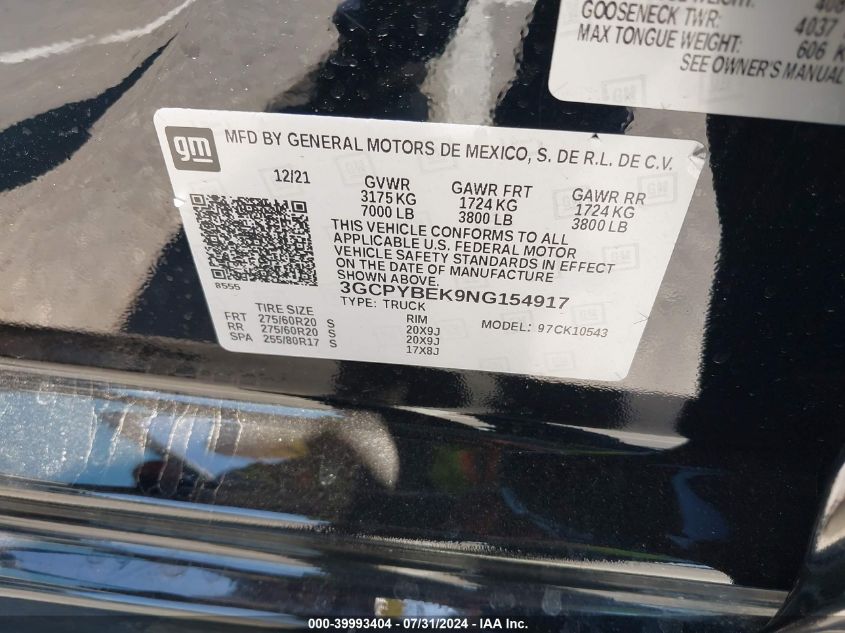 GOOSENECK TWR: 4037
MAX TONGUE WEIGHT: 606
SEE OWNER'S MANUAL
gm
MFD BY GENERAL MOTORS DE MEXICO, S. DE R.L. DE C.V.
12/21 GVWR GAWR FRT GAWR RR
3175 KG 1724 KG 1724 KG
7000 LB 3800 LB 3800 LB
THIS VEHICLE CONFORMS TO ALL
APPLICABLE U.S. FEDERAL MOTOR
VEHICLE SAFETY STANDARDS IN EFFECT
ON THE DATE OF MANUFACTURE
SHOWN ABOVE
8555
3GCPYBEK9NG154917
TYPE: TRUCK
TIRE SIZE RIM MODEL: 97CK10543
FRT 275/60R20 S 20X9J
RR 275/60R20 S 20X9J
SPA 255/80R17 S 17X8J
000-39993404 - 07/31/2024 - IAA Inc.